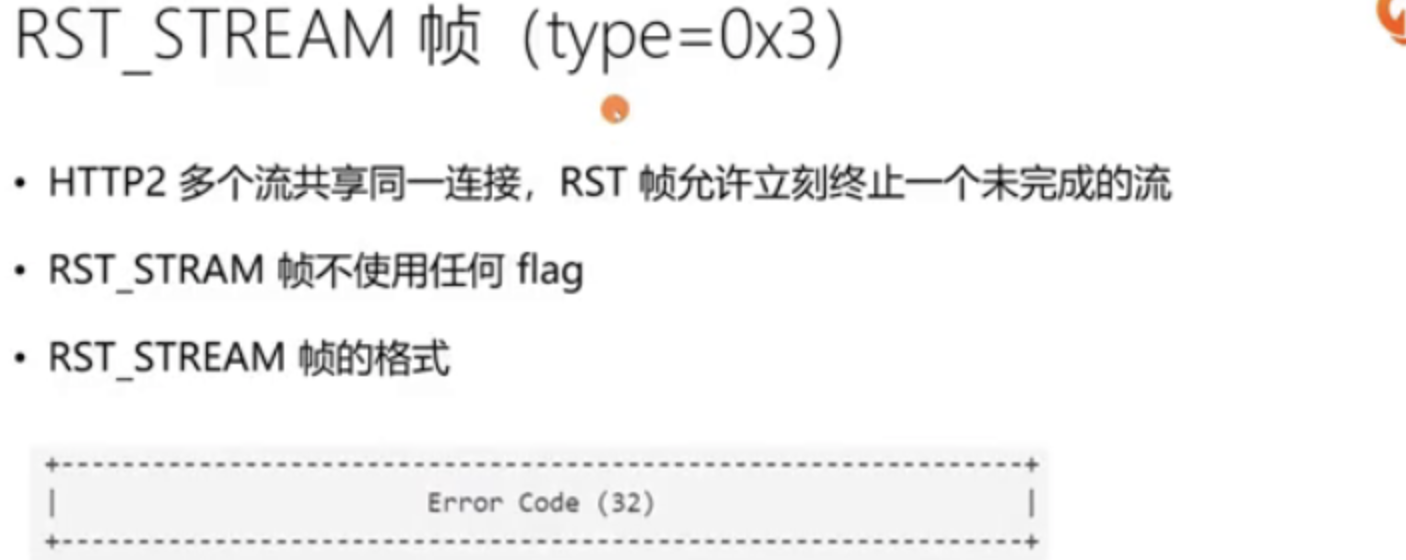 RST_STREAM 帧（type=0x3）
• HTTP2 多个流共享同一连接，RST 帧允许立刻终止一个未完成的流
• RST_STRAM 帧不使用任何 flag
• RST_STREAM 帧的格式
+---------------------------------------------------------------+
| Error Code (32) |
+---------------------------------------------------------------+